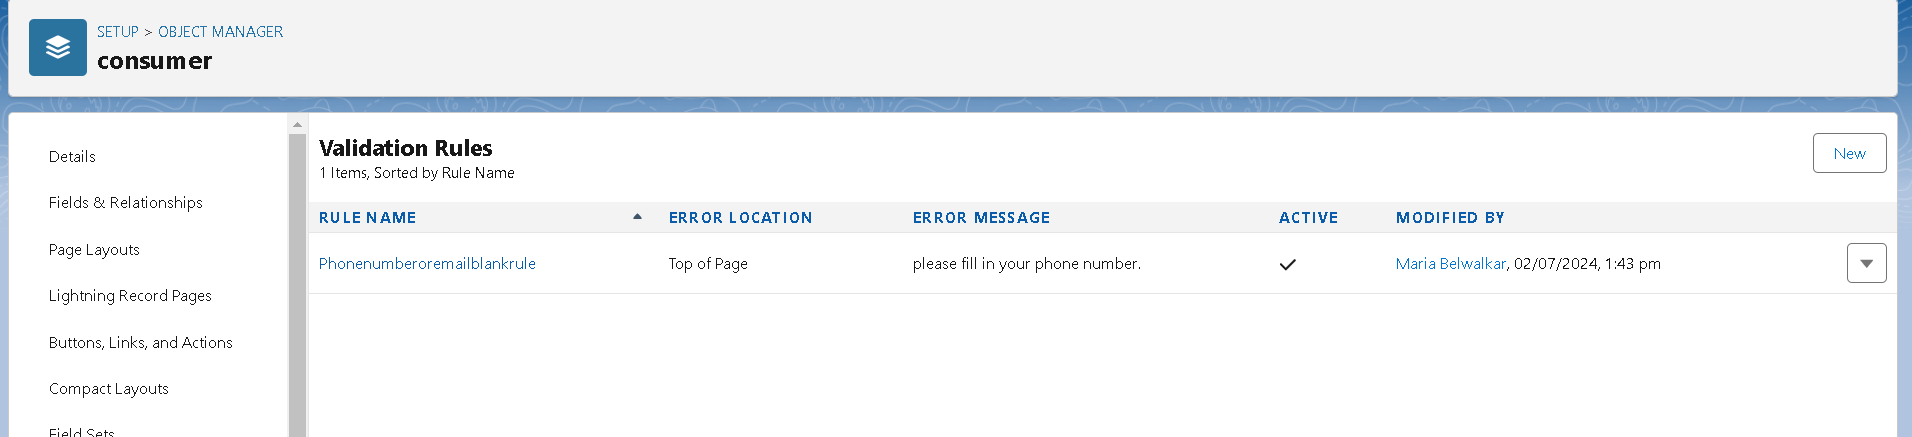 SETUP > OBJECT MANAGER
consumer
Details
Fields & Relationships
Page Layouts
Lightning Record Pages
Buttons, Links, and Actions
Compact Layouts
Field Sets
Validation Rules
1 Items, Sorted by Rule Name
New
RULE NAME ERROR LOCATION ERROR MESSAGE ACTIVE MODIFIED BY
Phonenumberoremailblankrule Top of Page please fill in your phone number. Maria Belwalkar, 02/07/2024, 1:43 pm